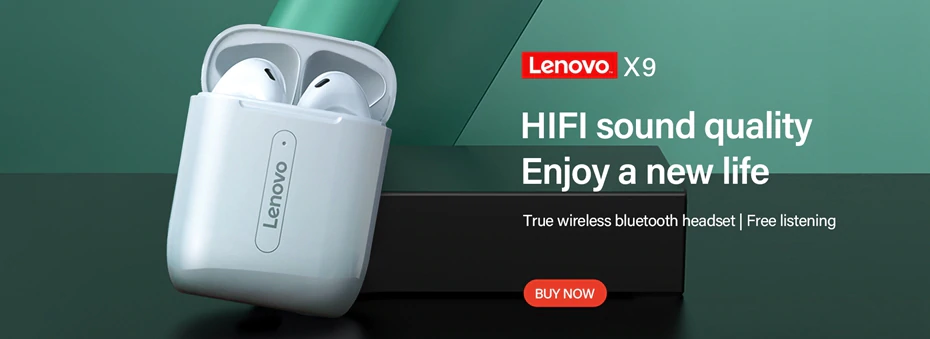 Lenovo
Lenovo X9
HIFI sound quality
Enjoy a new life
True wireless bluetooth headset | Free listening
BUY NOW